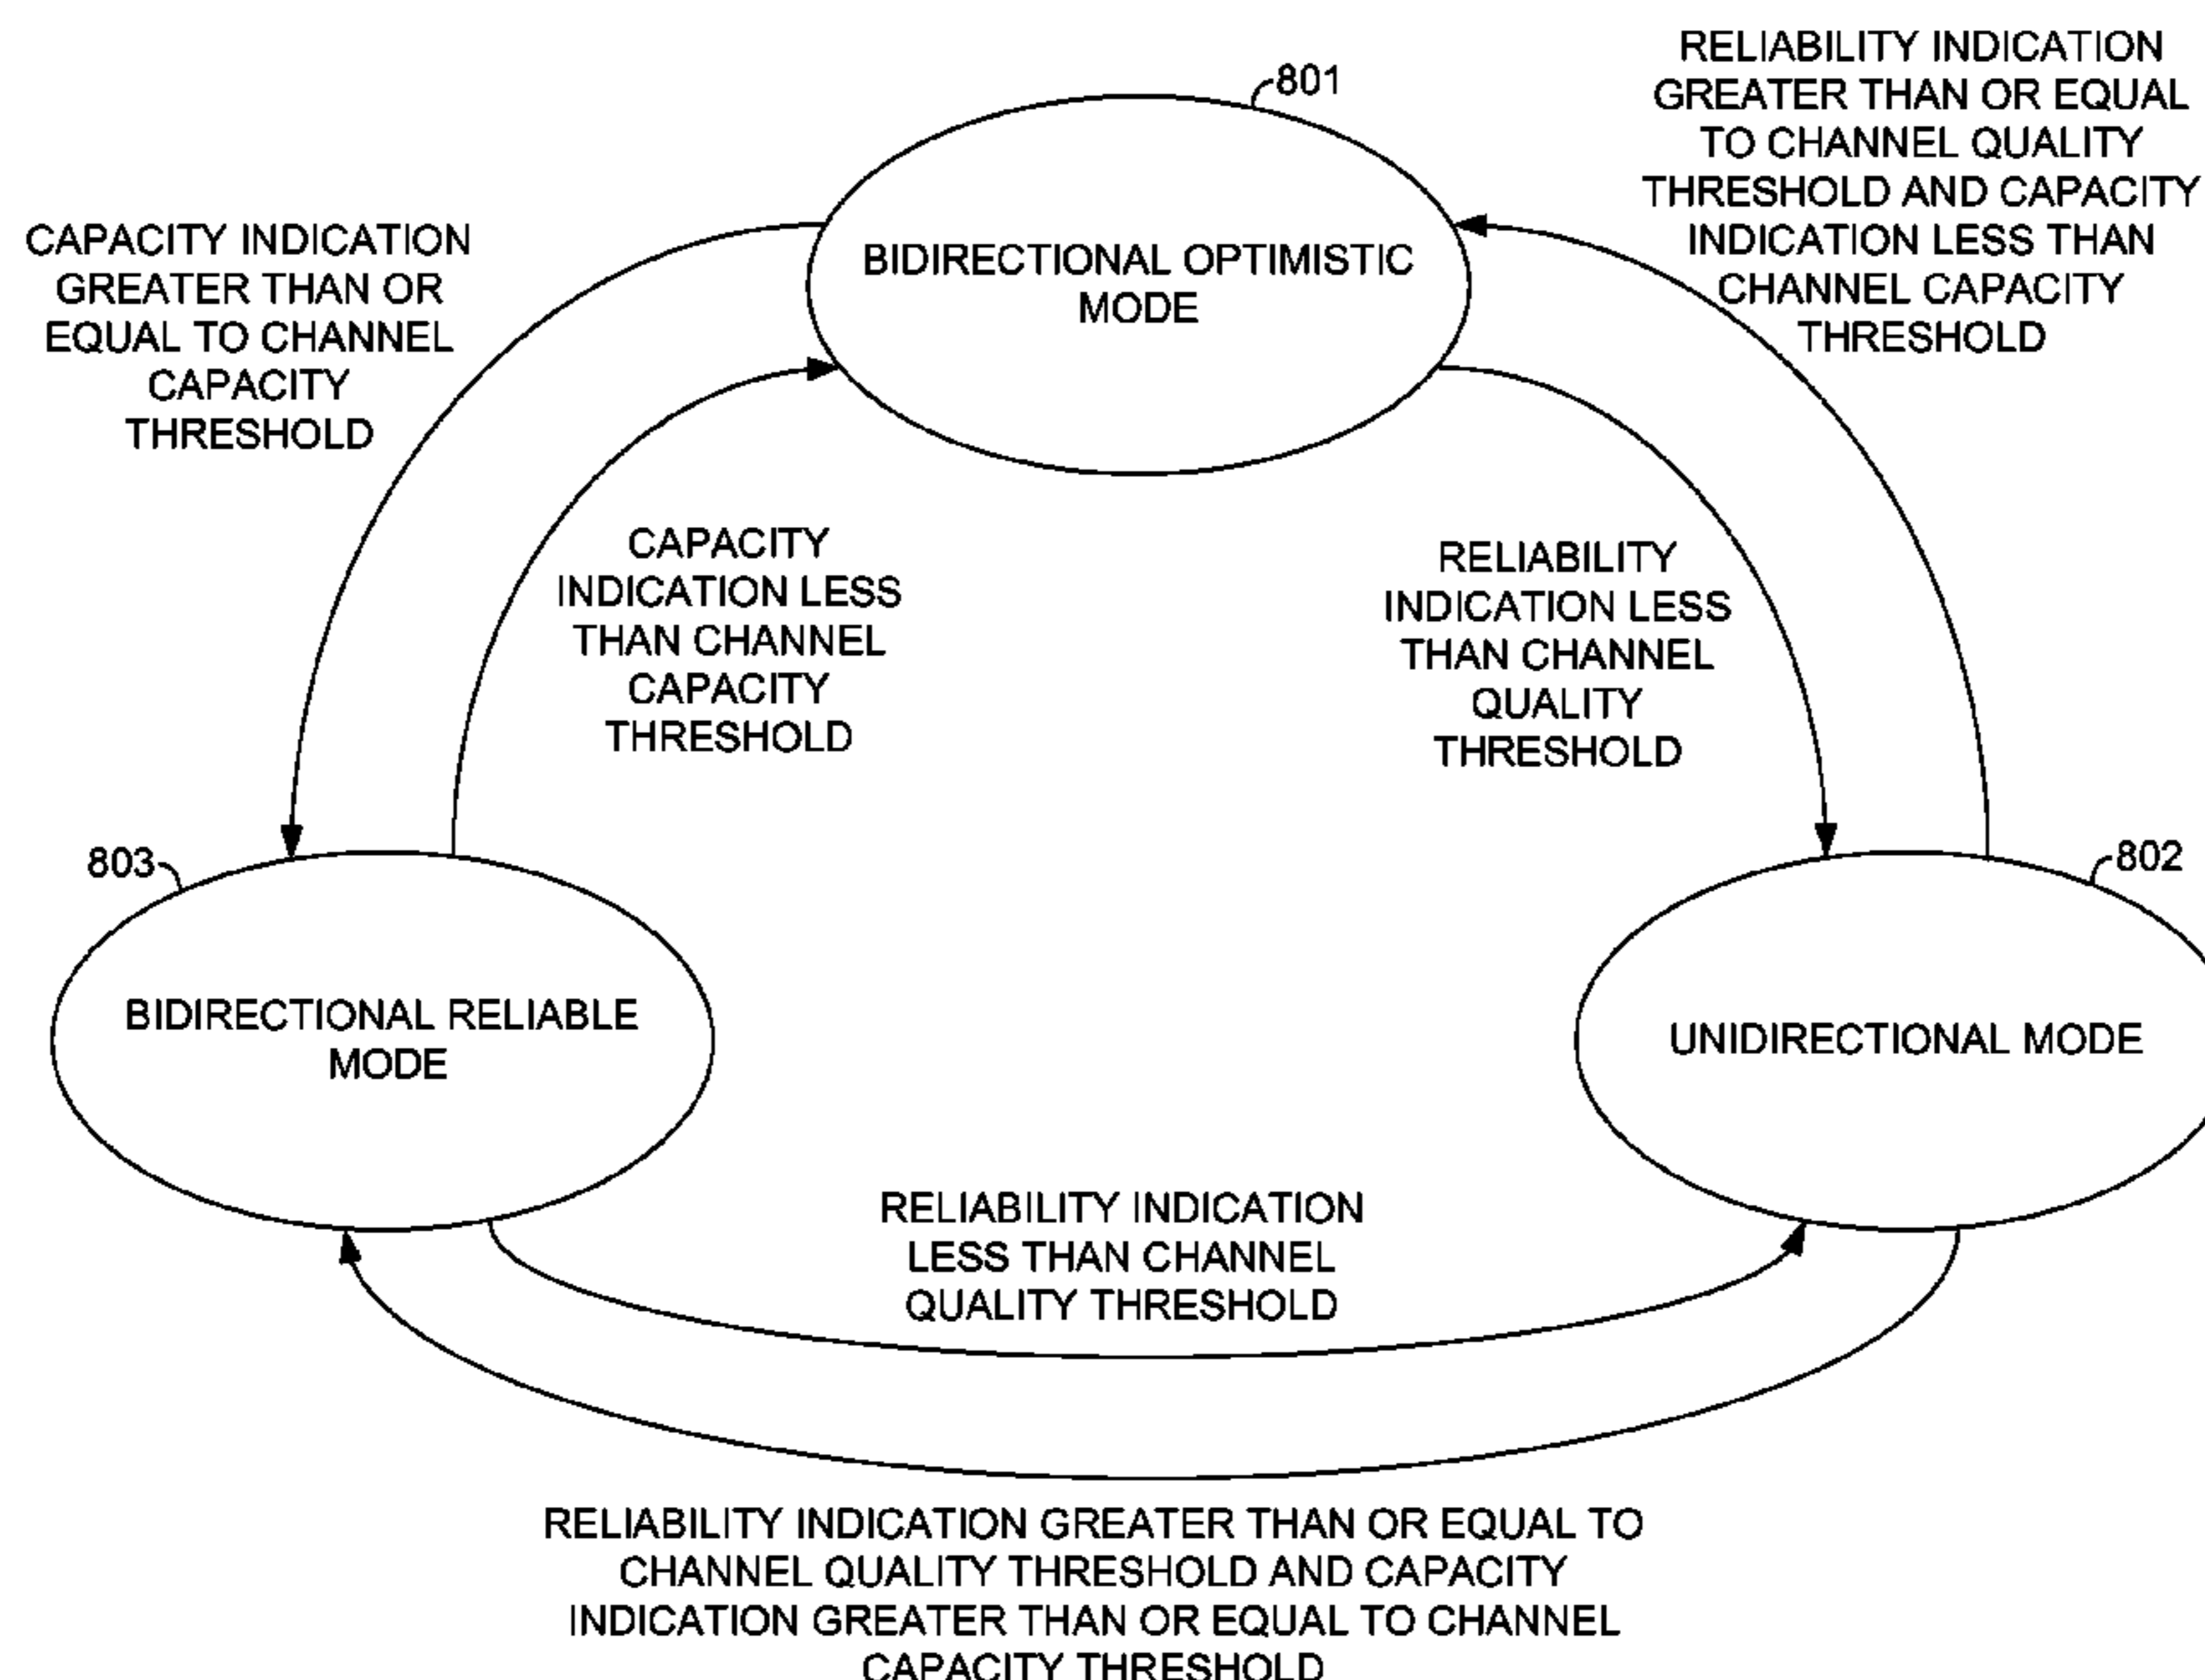 801
RELIABILITY INDICATION
GREATER THAN OR EQUAL
TO CHANNEL QUALITY
THRESHOLD AND CAPACITY
INDICATION LESS THAN
CHANNEL CAPACITY
THRESHOLD
CAPACITY INDICATION
GREATER THAN OR
EQUAL TO CHANNEL
CAPACITY
THRESHOLD
BIDIRECTIONAL OPTIMISTIC
MODE
CAPACITY
INDICATION LESS
THAN CHANNEL
CAPACITY
THRESHOLD
RELIABILITY
INDICATION LESS
THAN CHANNEL
QUALITY
THRESHOLD
803
802
BIDIRECTIONAL RELIABLE
MODE
UNIDIRECTIONAL MODE
RELIABILITY INDICATION
LESS THAN CHANNEL
QUALITY THRESHOLD
RELIABILITY INDICATION GREATER THAN OR EQUAL TO
CHANNEL QUALITY THRESHOLD AND CAPACITY
INDICATION GREATER THAN OR EQUAL TO CHANNEL
CAPACITY THRESHOLD